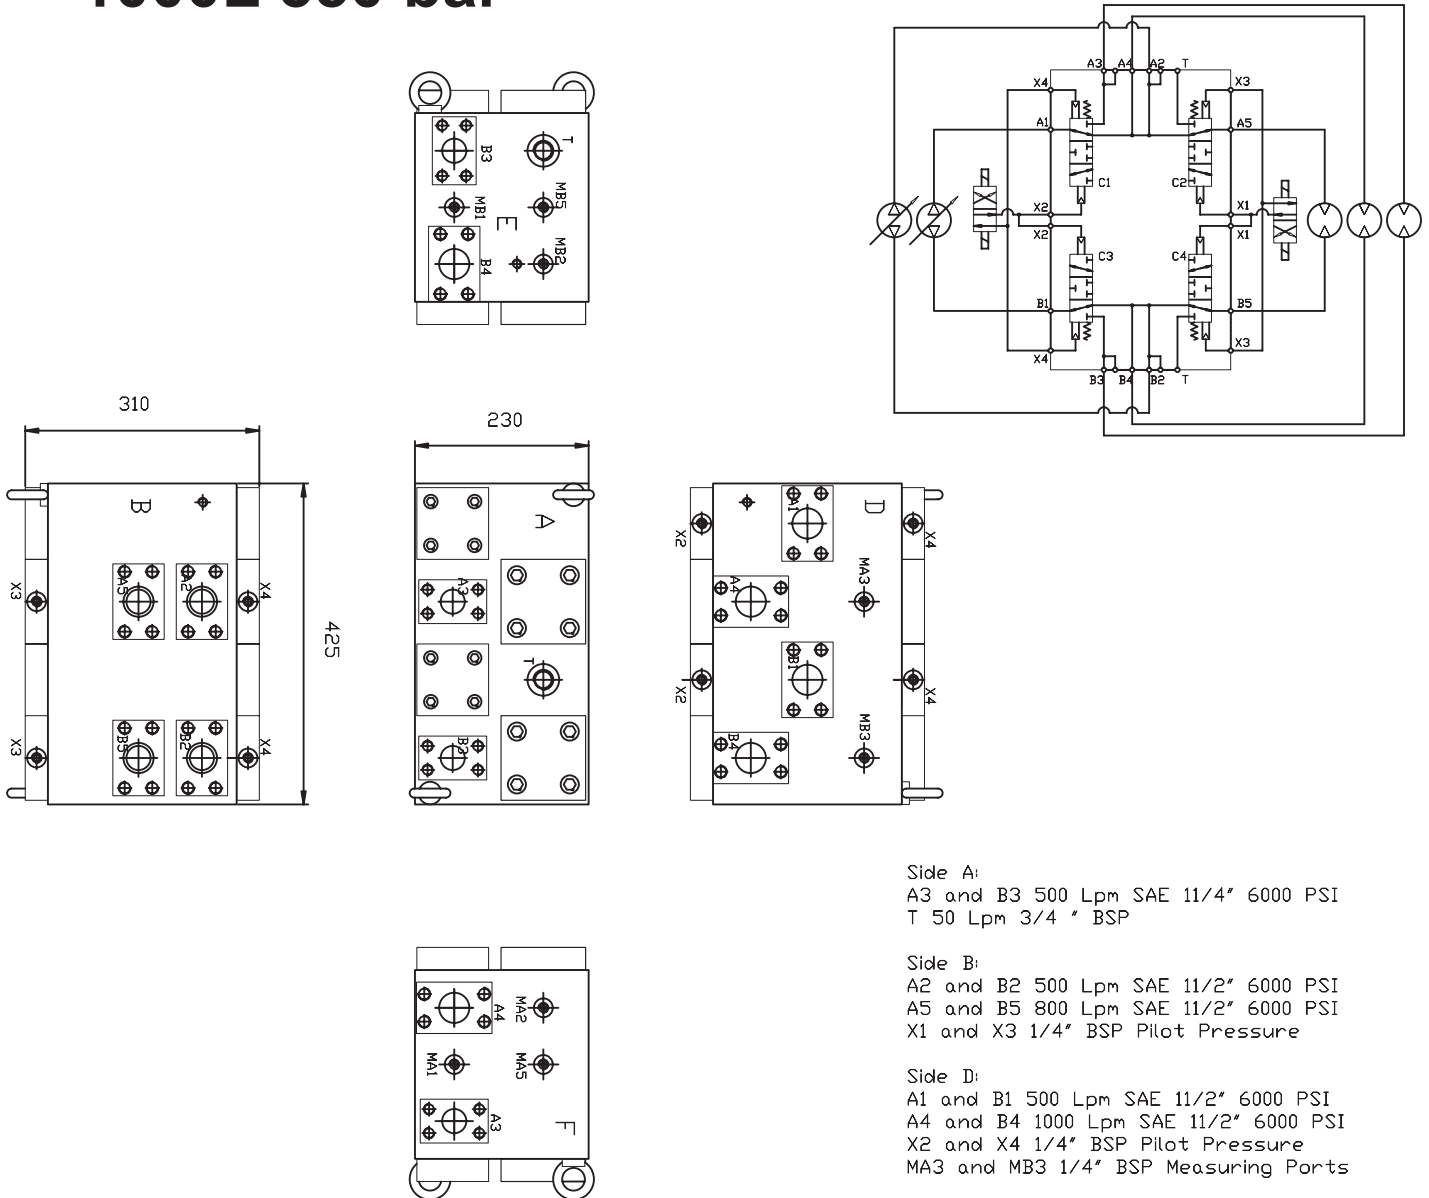 bar
B3
T
MB5
MB1
E
MB2
B4
A3 A4 A2 T
X4 X3
A1 A5
C1 C2
X2 X1
X2 X1
C3 C4
B1 B5
X4 X3
B3 B4 B2 T
310
230
B
A5 A2
X3 X4
425
B5 B2
X3 X4
A
A3
T
B3
D
A1
X2 X4
MA3
A4
B1
X2 X4
MB3
B4
A4
MA2
MA1
MA5
A3
F
Side A:
A3 and B3 500 Lpm SAE 11/4" 6000 PSI
T 50 Lpm 3/4 " BSP
Side B:
A2 and B2 500 Lpm SAE 11/2" 6000 PSI
A5 and B5 800 Lpm SAE 11/2" 6000 PSI
X1 and X3 1/4" BSP Pilot Pressure
Side D:
A1 and B1 500 Lpm SAE 11/2" 6000 PSI
A4 and B4 1000 Lpm SAE 11/2" 6000 PSI
X2 and X4 1/4" BSP Pilot Pressure
MA3 and MB3 1/4" BSP Measuring Ports